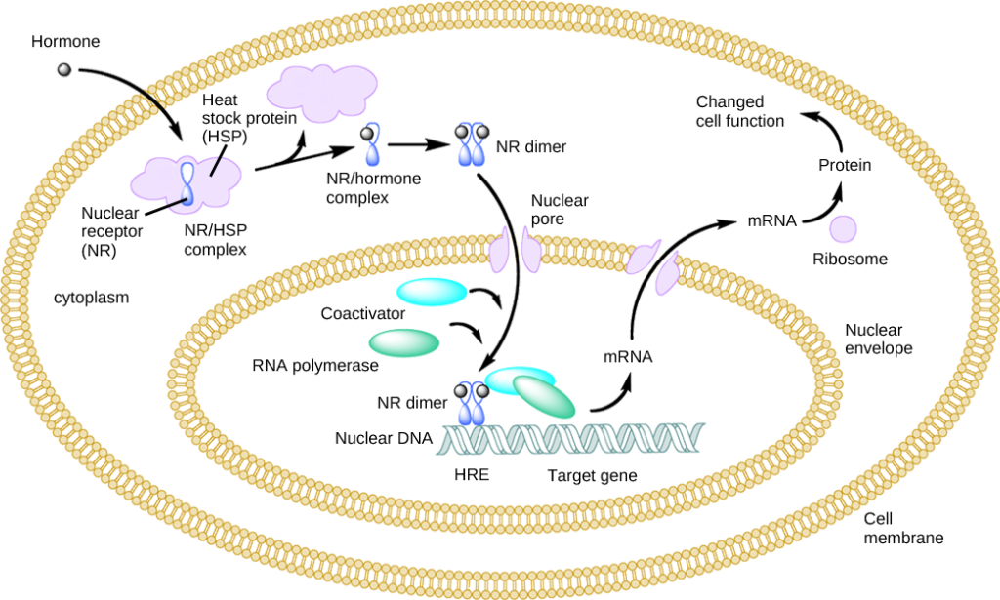 Hormone
Heat
stock protein
(HSP)
Nuclear
receptor
(NR)
NR/HSP
complex
NR/hormone
complex
NR dimer
Nuclear
pore
Changed
cell function
Protein
mRNA
Ribosome
cytoplasm
Coactivator
RNA polymerase
mRNA
Nuclear
envelope
NR dimer
Nuclear DNA
HRE
Target gene
Cell
membrane